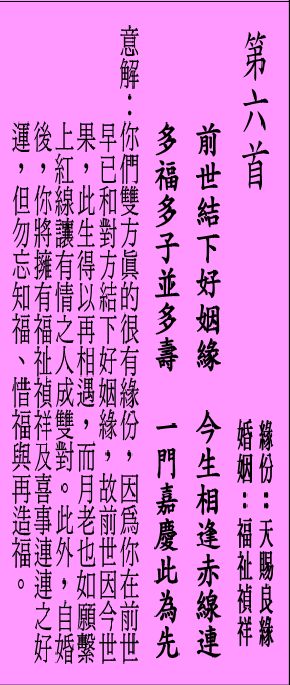 第六首
緣份：天賜良緣
婚姻：福祉禎祥
前世結下好姻緣　今生相逢赤線連
多福多子並多壽　一門嘉慶此為先
意解：你們雙方真的很有緣份，因為你在前世
早已和對方結下好姻緣，故前世因今世
果，此生得以再相遇，而月老也如願繫
上紅線讓有情之人成雙對。此外，自婚
後，你將擁有福祉禎祥及喜事連連之好
運，但勿忘知福、惜福與再造福。